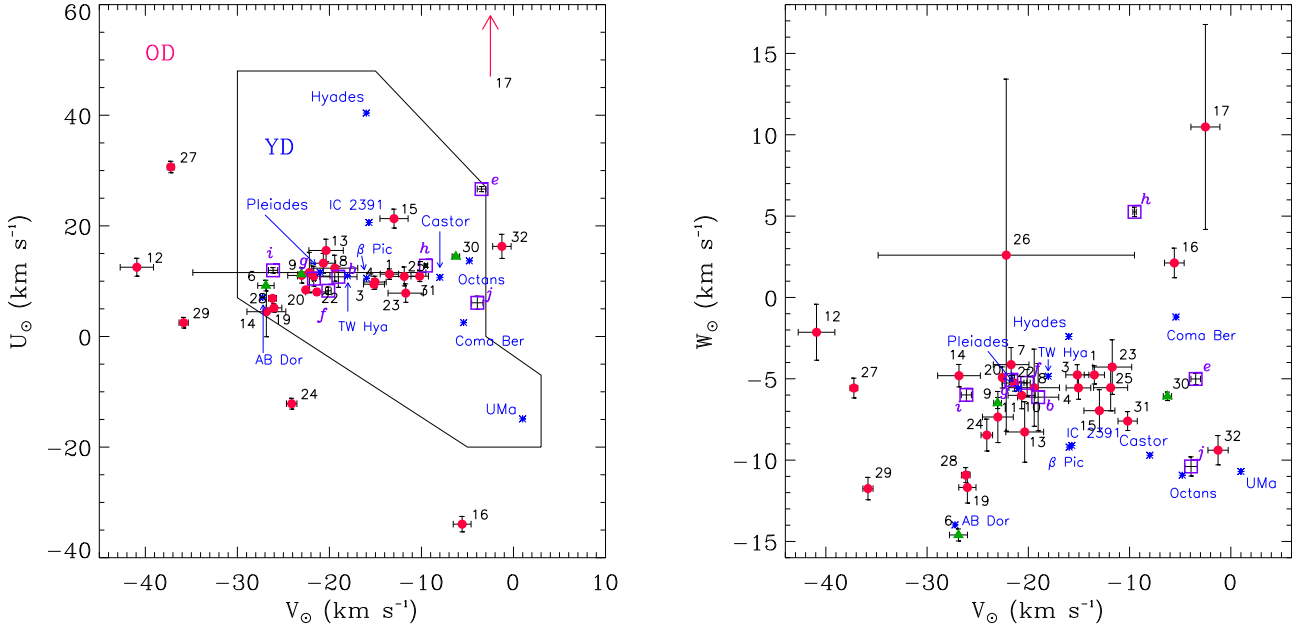 60
40
20
0
−20
−40
−40
−30
−20
−10
0
10
U☉ (km s⁻¹)
V☉ (km s⁻¹)
OD
YD
17
Hyades
27
e
Pleiades
IC 2391
15
Castor
13
β Pic
30
32
12
i
g
h
6
9
8
b
4
1
25
Octans
28
20
22
3
23
31
j
29
14
19
f
TW Hya
Coma Ber
AB Dor
24
UMa
16
15
10
5
0
−5
−10
−15
−40
−30
−20
−10
0
W☉ (km s⁻¹)
V☉ (km s⁻¹)
17
h
26
16
12
Hyades
Coma Ber
Pleiades
7
TW Hya
23
14
20
f
3
1
e
27
g
8
25
9
i
b
4
30
11
10
24
15
31
13
IC 2391
32
Castor
β Pic
j
28
29
19
Octans
UMa
6
AB Dor